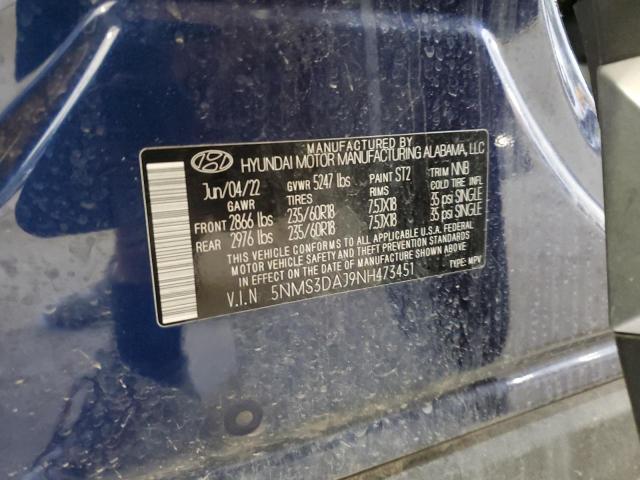 MANUFACTURED BY
HYUNDAI MOTOR MANUFACTURING ALABAMA, LLC
Jun/04/22 GVWR 5247 lbs PAINT ST2 TRIM NNB
GAWR TIRES RIMS COLD TIRE INFL
FRONT 2866 lbs 235/60R18 7.5JX18 35 psi SINGLE
REAR 2976 lbs 235/60R18 7.5JX18 35 psi SINGLE
THIS VEHICLE CONFORMS TO ALL APPLICABLE U.S.A. FEDERAL
MOTOR VEHICLE SAFETY AND THEFT PREVENTION STANDARDS
IN EFFECT ON THE DATE OF MANUFACTURE SHOWN ABOVE.
V.I.N 5NMS3DAJ9NH473451 TYPE: MPV